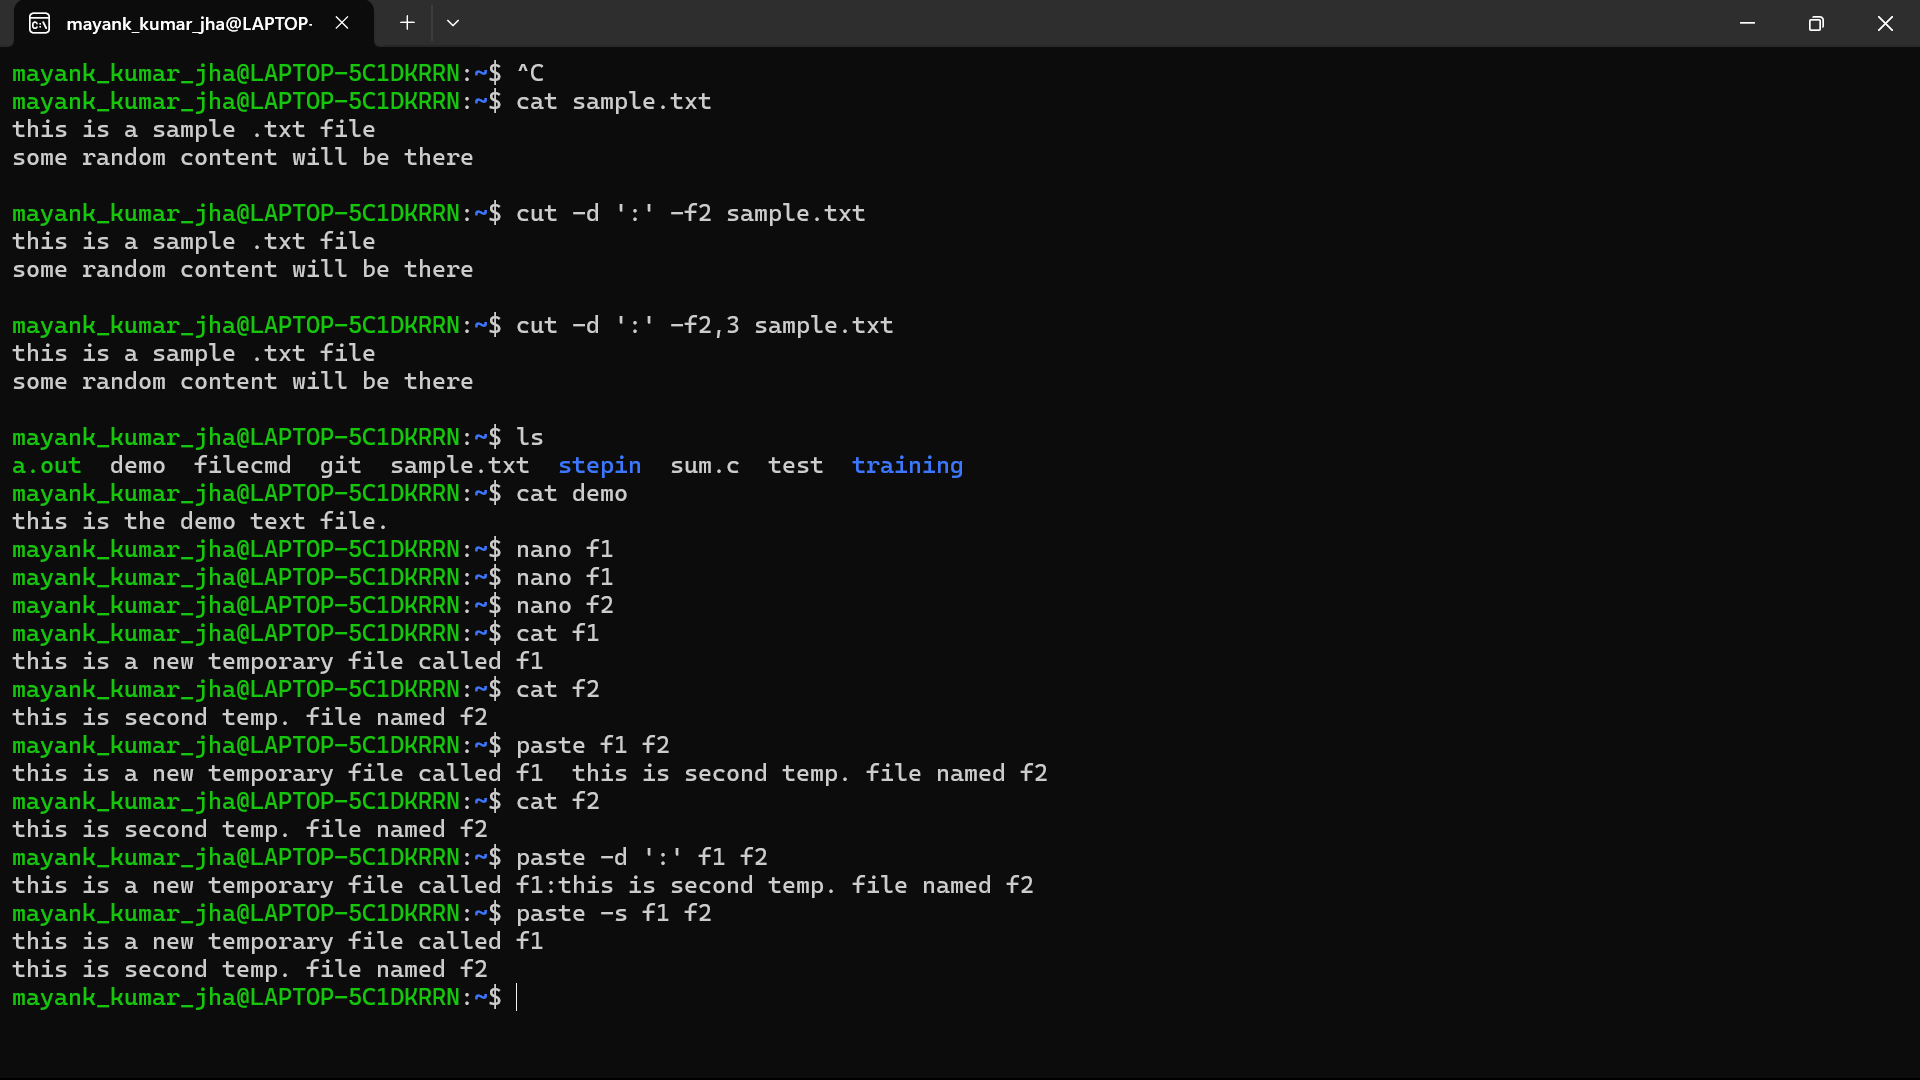 mayank_kumar_jha@LAPTOP-
mayank_kumar_jha@LAPTOP-5C1DKRRN:~$ ^C
mayank_kumar_jha@LAPTOP-5C1DKRRN:~$ cat sample.txt
this is a sample .txt file
some random content will be there
mayank_kumar_jha@LAPTOP-5C1DKRRN:~$ cut -d ':' -f2 sample.txt
this is a sample .txt file
some random content will be there
mayank_kumar_jha@LAPTOP-5C1DKRRN:~$ cut -d ':' -f2,3 sample.txt
this is a sample .txt file
some random content will be there
mayank_kumar_jha@LAPTOP-5C1DKRRN:~$ ls
a.out  demo  filecmd  git  sample.txt  stepin  sum.c  test  training
mayank_kumar_jha@LAPTOP-5C1DKRRN:~$ cat demo
this is the demo text file.
mayank_kumar_jha@LAPTOP-5C1DKRRN:~$ nano f1
mayank_kumar_jha@LAPTOP-5C1DKRRN:~$ nano f1
mayank_kumar_jha@LAPTOP-5C1DKRRN:~$ nano f2
mayank_kumar_jha@LAPTOP-5C1DKRRN:~$ cat f1
this is a new temporary file called f1
mayank_kumar_jha@LAPTOP-5C1DKRRN:~$ cat f2
this is second temp. file named f2
mayank_kumar_jha@LAPTOP-5C1DKRRN:~$ paste f1 f2
this is a new temporary file called f1  this is second temp. file named f2
mayank_kumar_jha@LAPTOP-5C1DKRRN:~$ cat f2
this is second temp. file named f2
mayank_kumar_jha@LAPTOP-5C1DKRRN:~$ paste -d ':' f1 f2
this is a new temporary file called f1:this is second temp. file named f2
mayank_kumar_jha@LAPTOP-5C1DKRRN:~$ paste -s f1 f2
this is a new temporary file called f1
this is second temp. file named f2
mayank_kumar_jha@LAPTOP-5C1DKRRN:~$